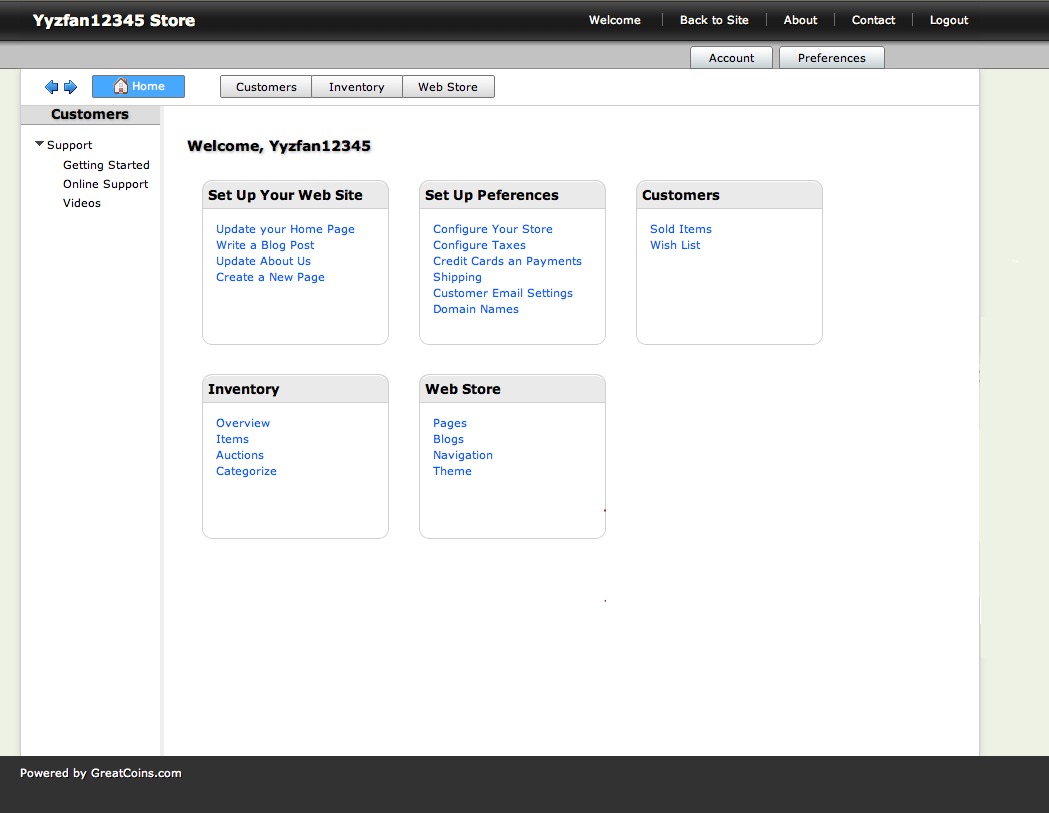 Yyzfan12345 Store
Welcome
Back to Site
About
Contact
Logout
Account
Preferences
Home
Customers
Inventory
Web Store
Customers
Support
Getting Started
Online Support
Videos
Welcome, Yyzfan12345
Set Up Your Web Site
Update your Home Page
Write a Blog Post
Update About Us
Create a New Page
Set Up Peferences
Configure Your Store
Configure Taxes
Credit Cards an Payments
Shipping
Customer Email Settings
Domain Names
Customers
Sold Items
Wish List
Inventory
Overview
Items
Auctions
Categorize
Web Store
Pages
Blogs
Navigation
Theme
Powered by GreatCoins.com